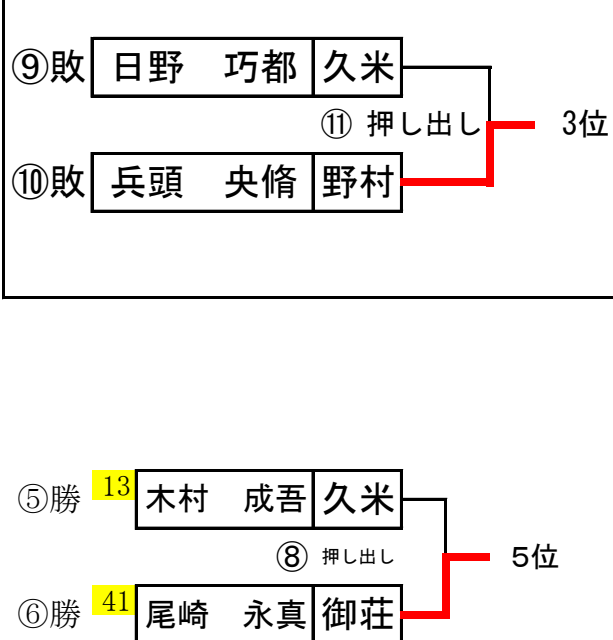 ⑨敗 日野　巧都 久米
⑪ 押し出し 3位
⑩敗 兵頭　央脩 野村
⑤勝 13 木村　成吾 久米
⑧ 押し出し 5位
⑥勝 41 尾崎　永真 御荘